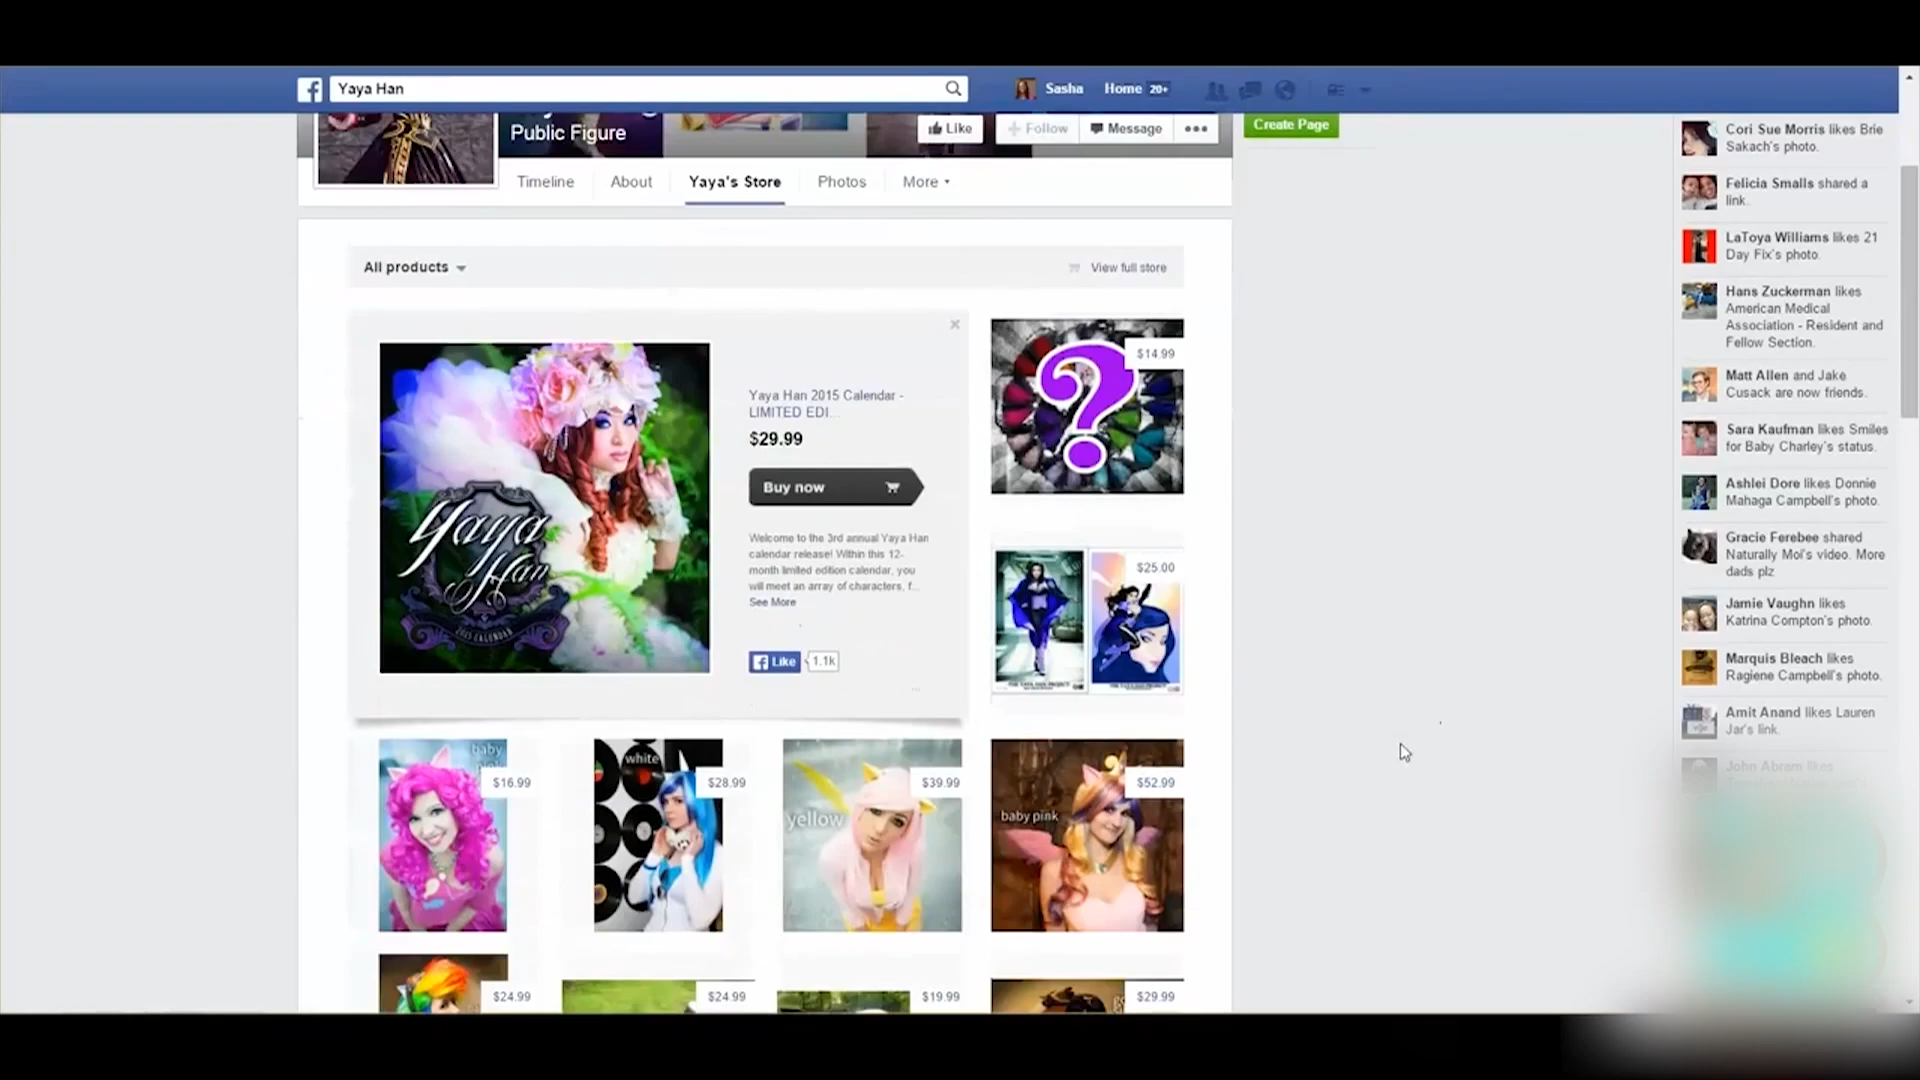 Yaya Han
Sasha
Home 20+
Public Figure
Like
Follow
Message
Create Page
Timeline
About
Yaya's Store
Photos
More
All products
View full store
Yaya Han
2015 CALENDAR
Yaya Han 2015 Calendar -
LIMITED EDI...
$29.99
Buy now
Welcome to the 3rd annual Yaya Han
calendar release! Within this 12-
month limited edition calendar, you
will meet an array of characters, f...
See More
Like
1.1k
?
$14.99
$25.00
baby
$16.99
white
$28.99
yellow
$39.99
baby pink
$52.99
$24.99
$24.99
$19.99
$29.99
Cori Sue Morris likes Brie
Sakach's photo.
Felicia Smalls shared a
link.
LaToya Williams likes 21
Day Fix's photo.
Hans Zuckerman likes
American Medical
Association - Resident and
Fellow Section.
Matt Allen and Jake
Cusack are now friends.
Sara Kaufman likes Smiles
for Baby Charley's status.
Ashlei Dore likes Donnie
Mahaga Campbell's photo.
Gracie Ferebee shared
Naturally Moi's video. More
dads plz
Jamie Vaughn likes
Katrina Compton's photo.
Marquis Bleach likes
Ragiene Campbell's photo.
Amit Anand likes Lauren
Jar's link.
John Abram likes